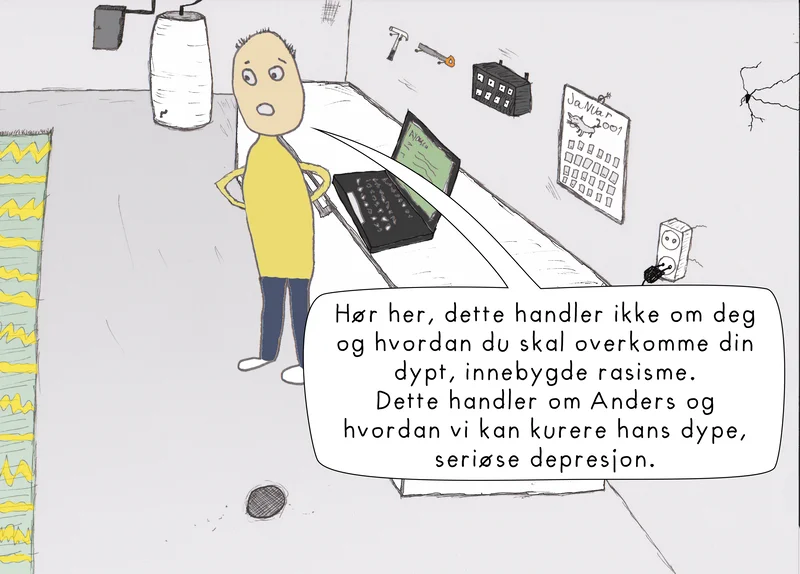 JaNUar
2001
Hør her, dette handler ikke om deg
og hvordan du skal overkomme din
dypt, innebygde rasisme.
Dette handler om Anders og
hvordan vi kan kurere hans dype,
seriøse depresjon.